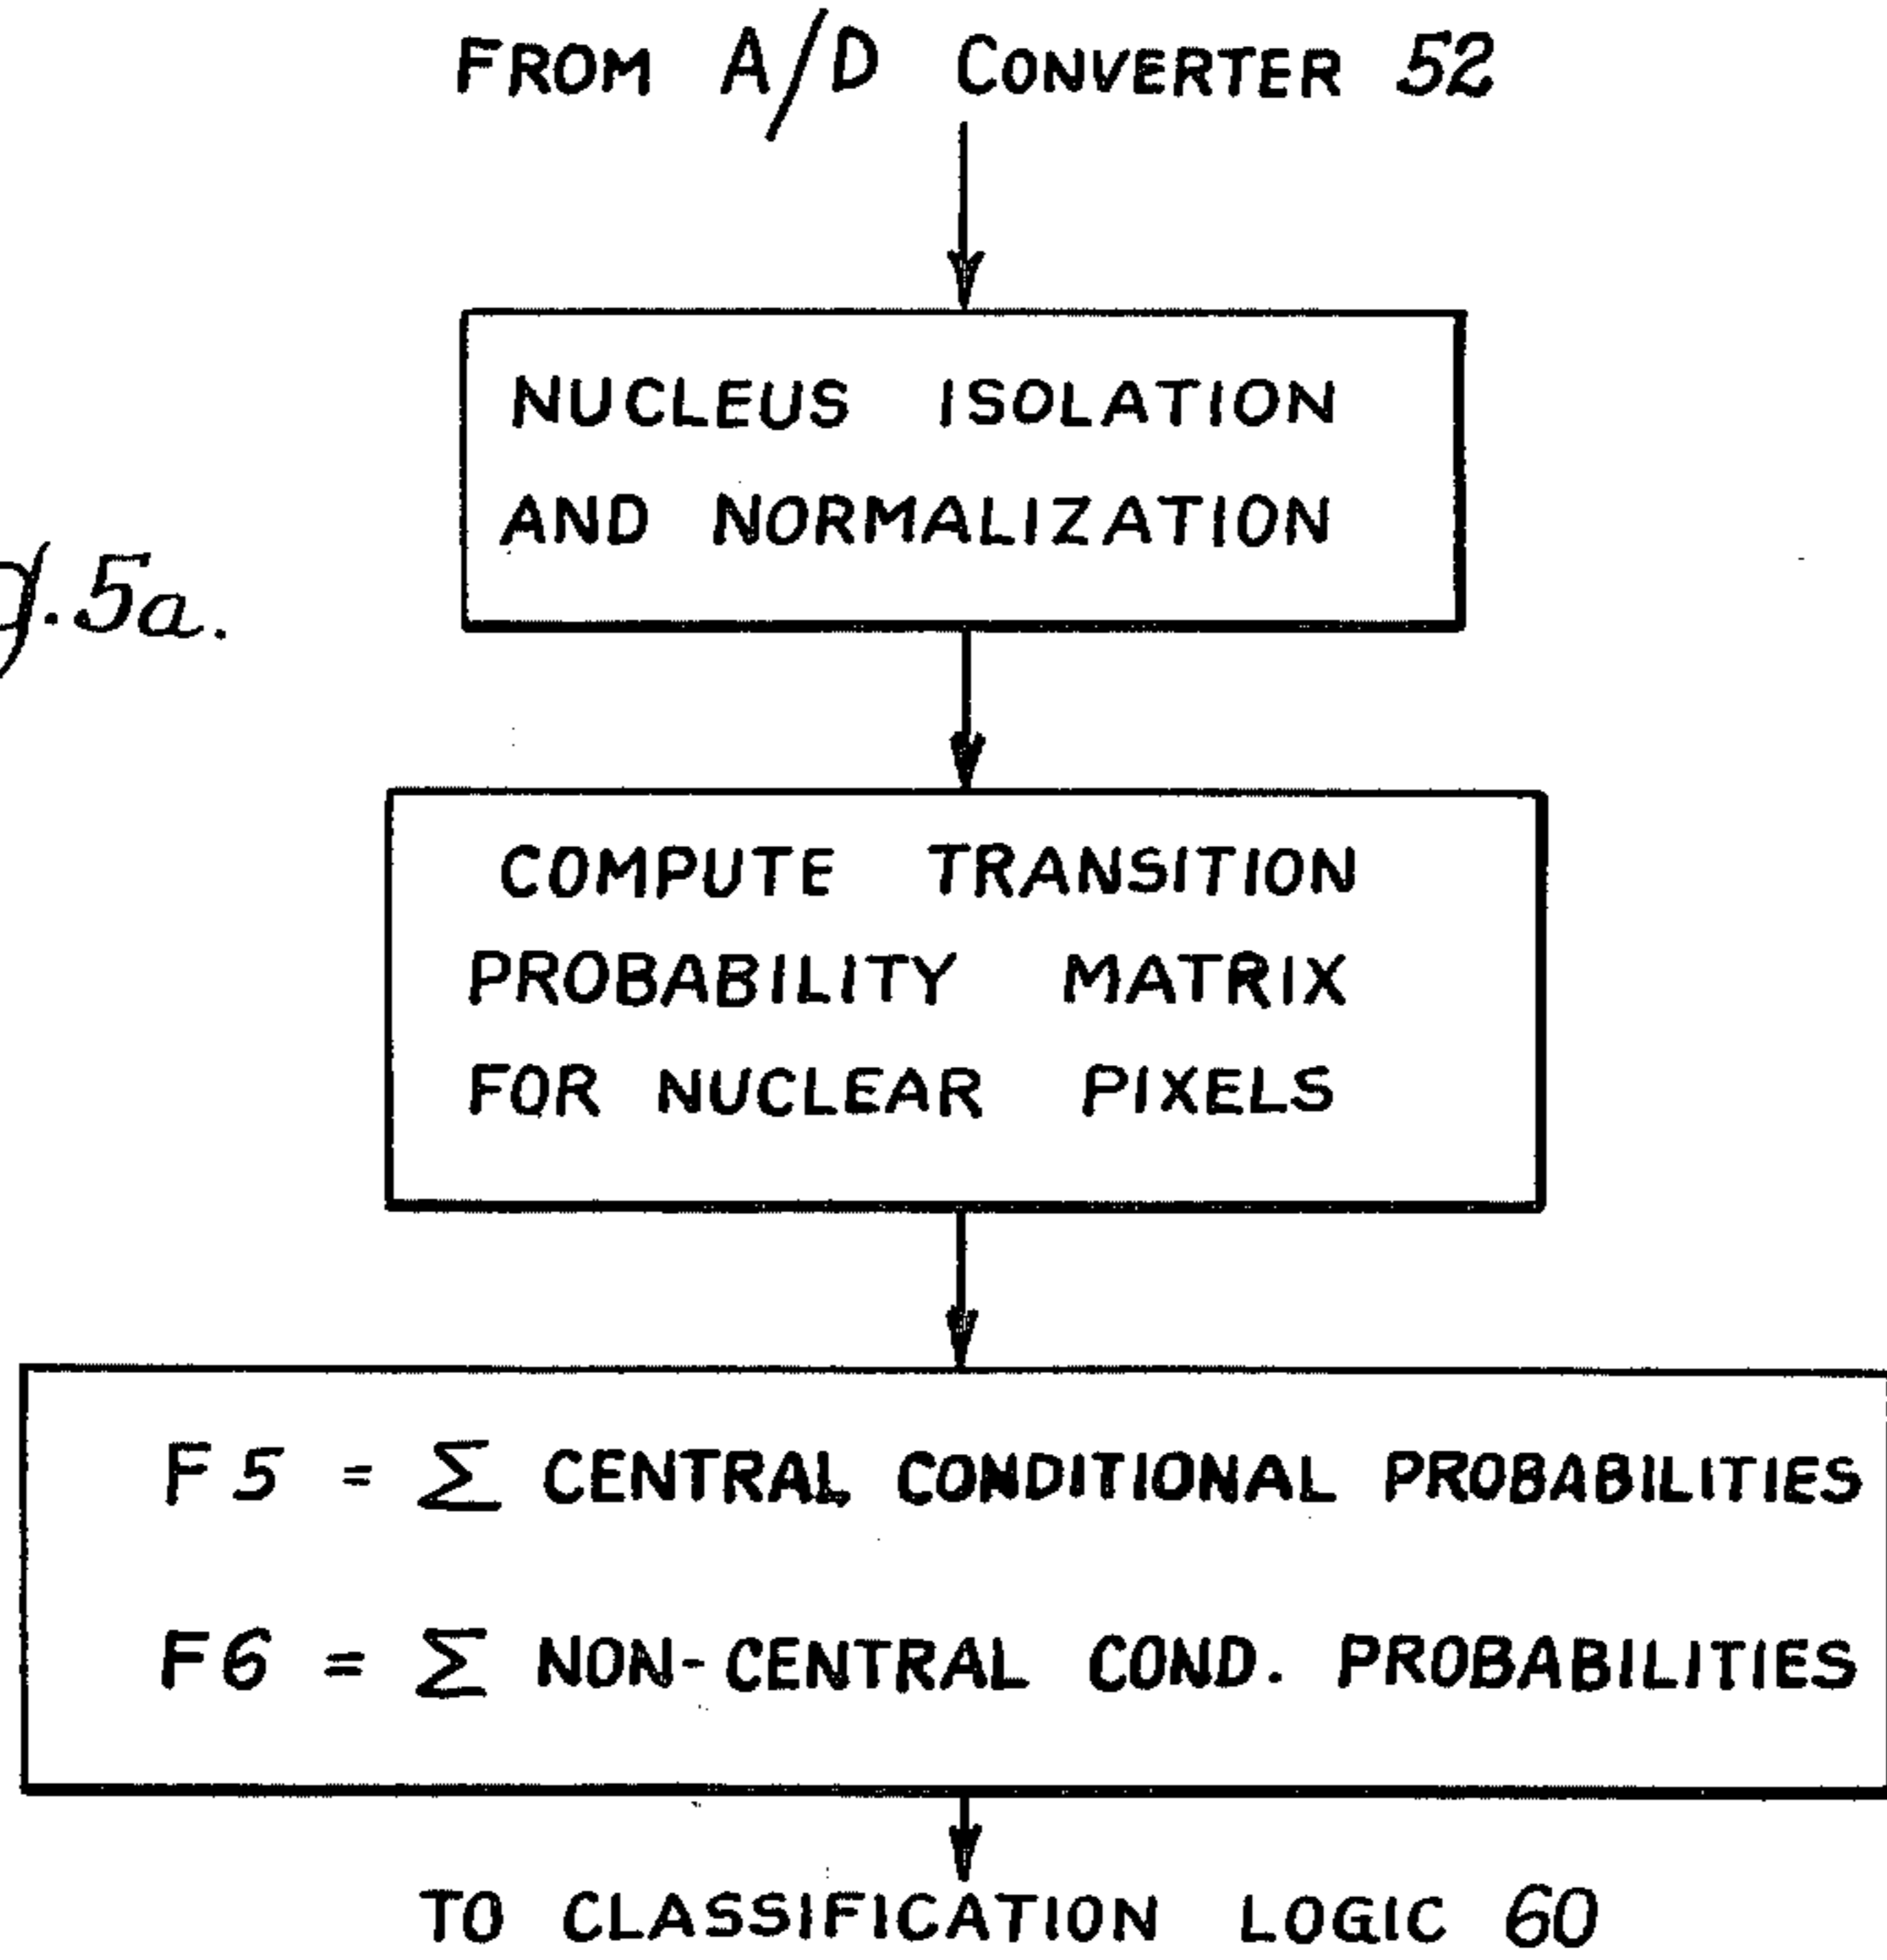 FROM A/D CONVERTER 52
NUCLEUS ISOLATION
AND NORMALIZATION
g.5a.
COMPUTE TRANSITION
PROBABILITY MATRIX
FOR NUCLEAR PIXELS
F5 = Σ CENTRAL CONDITIONAL PROBABILITIES
F6 = Σ NON-CENTRAL COND. PROBABILITIES
TO CLASSIFICATION LOGIC 60